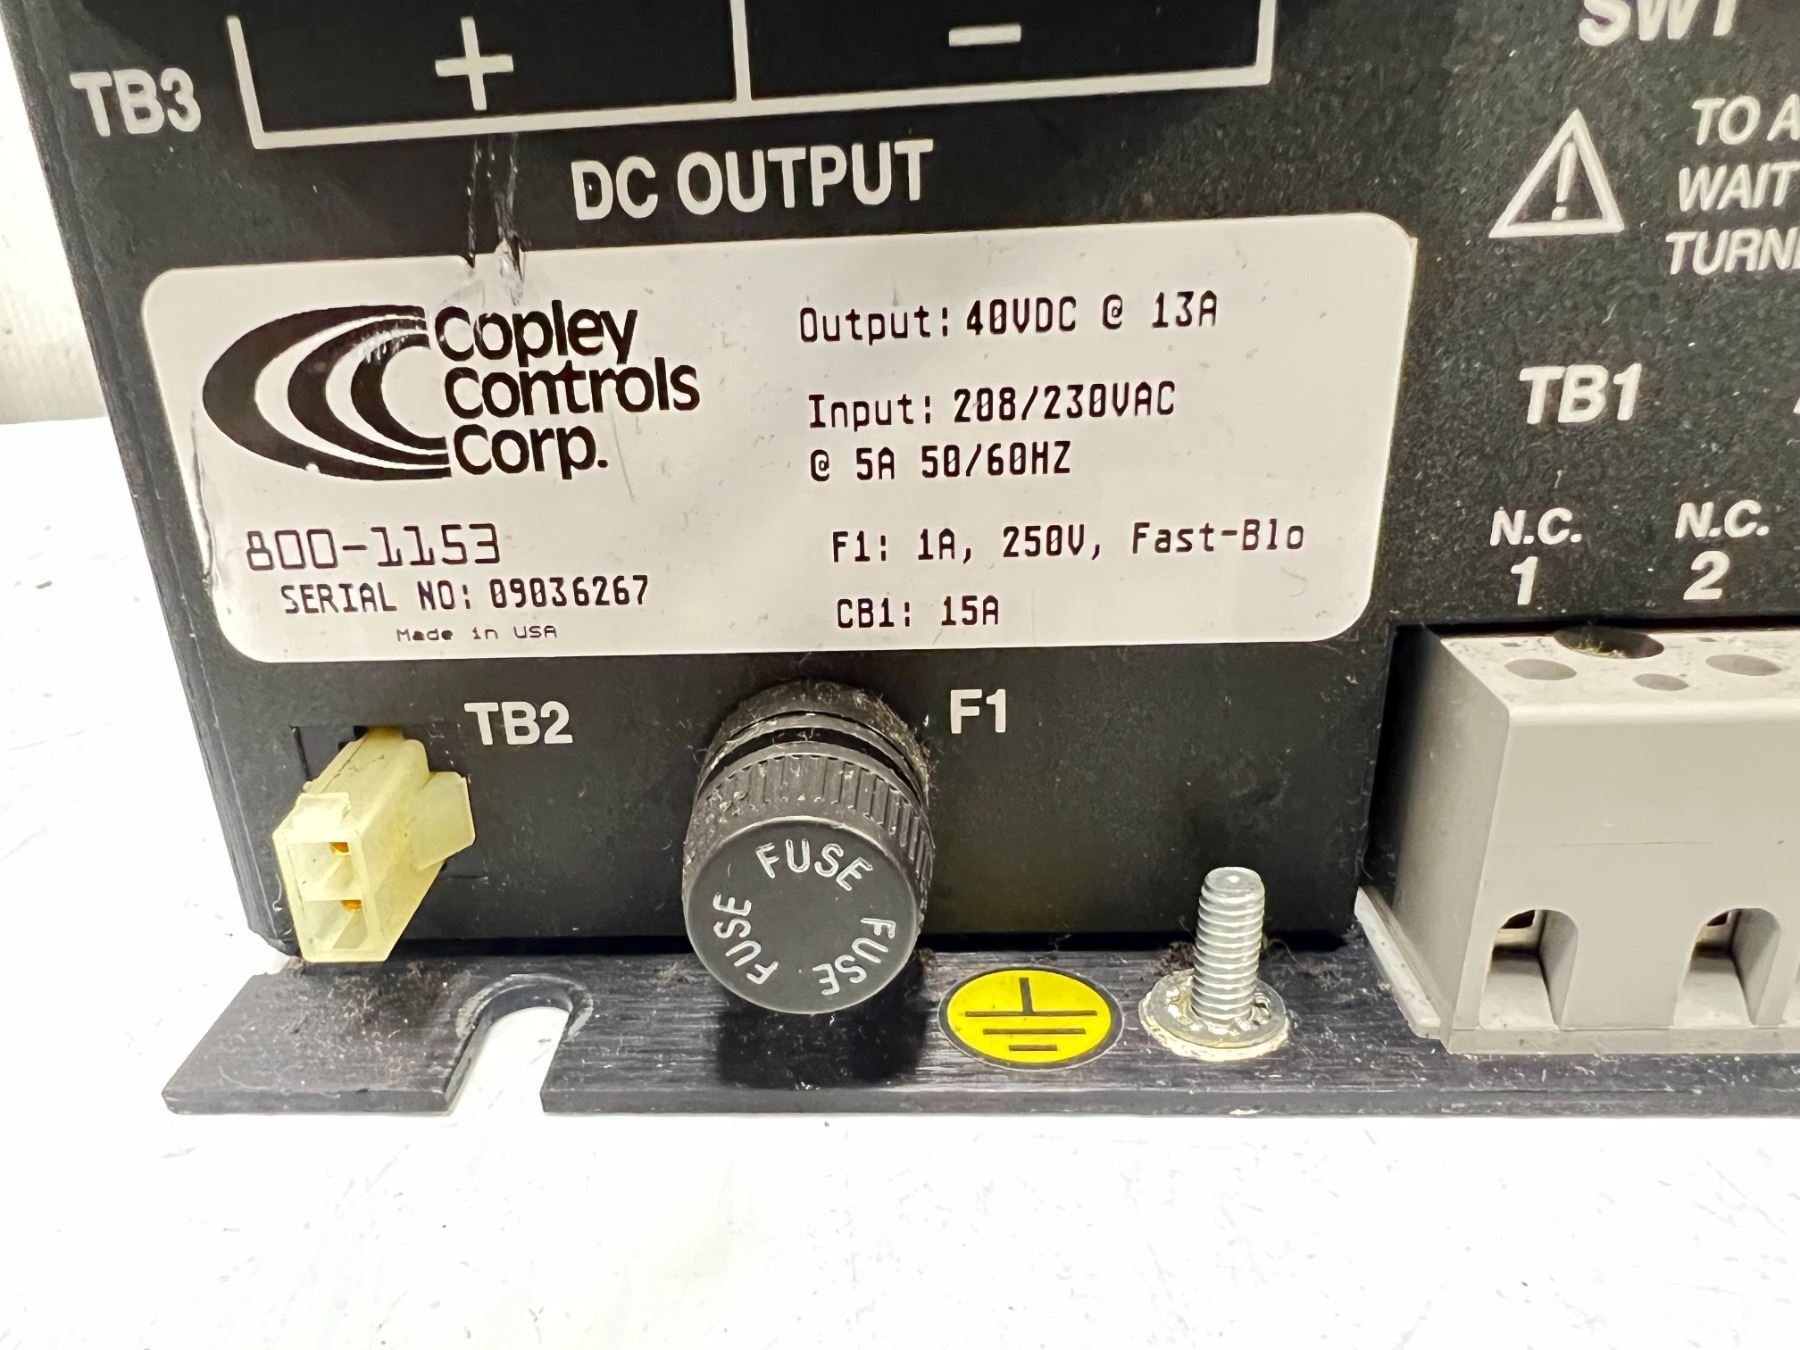 SW1
TB3
+ -
DC OUTPUT
TO A
WAIT
TURN
Copley
Controls
Corp.
800-1153
SERIAL NO: 09036267
Made in USA
Output: 40VDC @ 13A
Input: 208/230VAC
@ 5A 50/60HZ
F1: 1A, 250V, Fast-Blo
CB1: 15A
TB1
N.C. N.C.
1 2
TB2
F1
FUSE FUSE FUSE FUSE